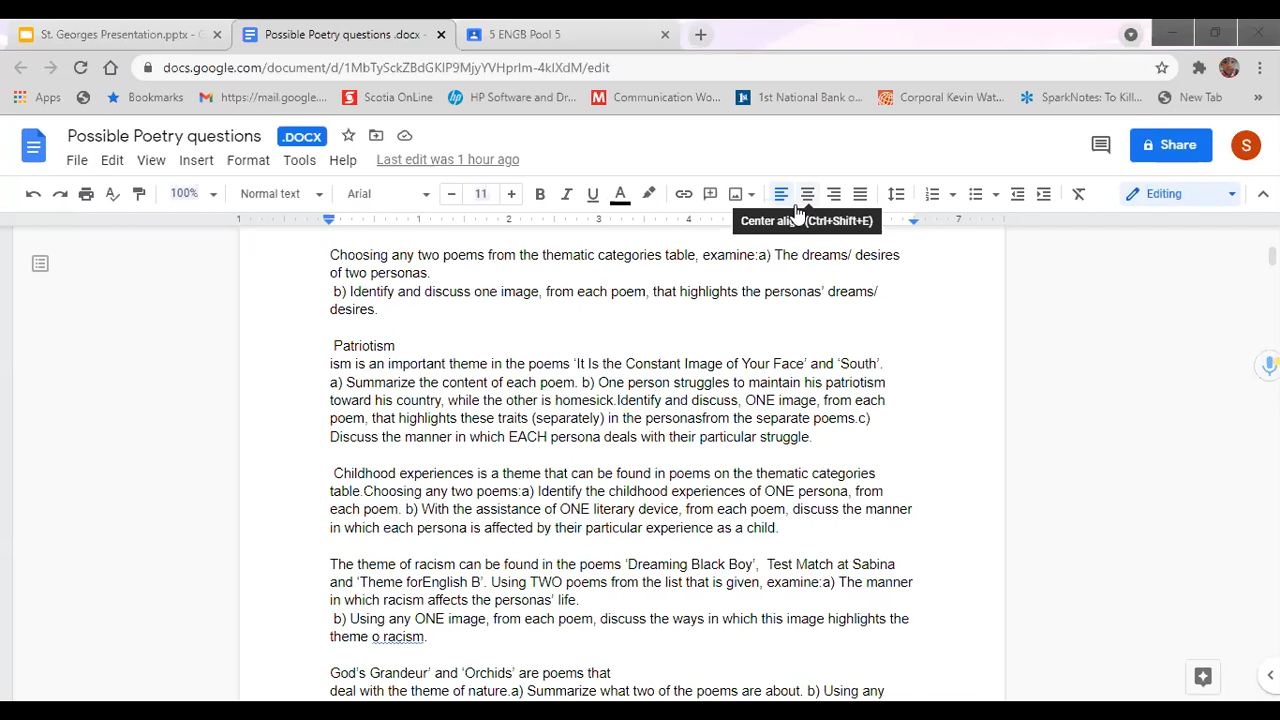 St. Georges Presentation.pptx -
Possible Poetry questions .docx
5 ENGB Pool 5
docs.google.com/document/d/1MbTySckZBdGKlP9MjyYVHprIm-4kIXdM/edit
Apps
Bookmarks
https://mail.google....
Scotia OnLine
HP Software and Dr...
Communication Wo...
1st National Bank o...
Corporal Kevin Wat...
SparkNotes: To Kill...
New Tab
Possible Poetry questions
.DOCX
Share
S
File Edit View Insert Format Tools Help Last edit was 1 hour ago
100% Normal text Arial 11 Editing
Center align (Ctrl+Shift+E)
1 1 2 3 4 7
Choosing any two poems from the thematic categories table, examine:a) The dreams/ desires
of two personas.
b) Identify and discuss one image, from each poem, that highlights the personas’ dreams/
desires.
Patriotism
ism is an important theme in the poems ‘It Is the Constant Image of Your Face’ and ‘South’.
a) Summarize the content of each poem. b) One person struggles to maintain his patriotism
toward his country, while the other is homesick.Identify and discuss, ONE image, from each
poem, that highlights these traits (separately) in the personasfrom the separate poems.c)
Discuss the manner in which EACH persona deals with their particular struggle.
Childhood experiences is a theme that can be found in poems on the thematic categories
table.Choosing any two poems:a) Identify the childhood experiences of ONE persona, from
each poem. b) With the assistance of ONE literary device, from each poem, discuss the manner
in which each persona is affected by their particular experience as a child.
The theme of racism can be found in the poems ‘Dreaming Black Boy’, Test Match at Sabina
and ‘Theme forEnglish B’. Using TWO poems from the list that is given, examine:a) The manner
in which racism affects the personas’ life.
b) Using any ONE image, from each poem, discuss the ways in which this image highlights the
theme o racism.
God’s Grandeur’ and ‘Orchids’ are poems that
deal with the theme of nature.a) Summarize what two of the poems are about. b) Using any